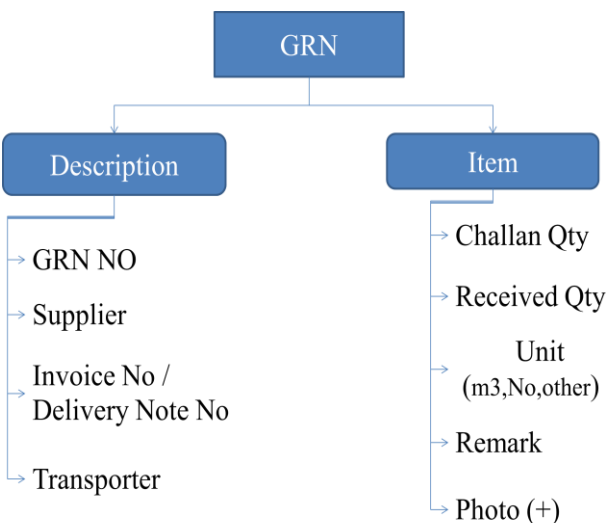 GRN
Description
GRN NO
Supplier
Invoice No /
Delivery Note No
Transporter
Item
Challan Qty
Received Qty
Unit
(m3,No,other)
Remark
Photo (+)